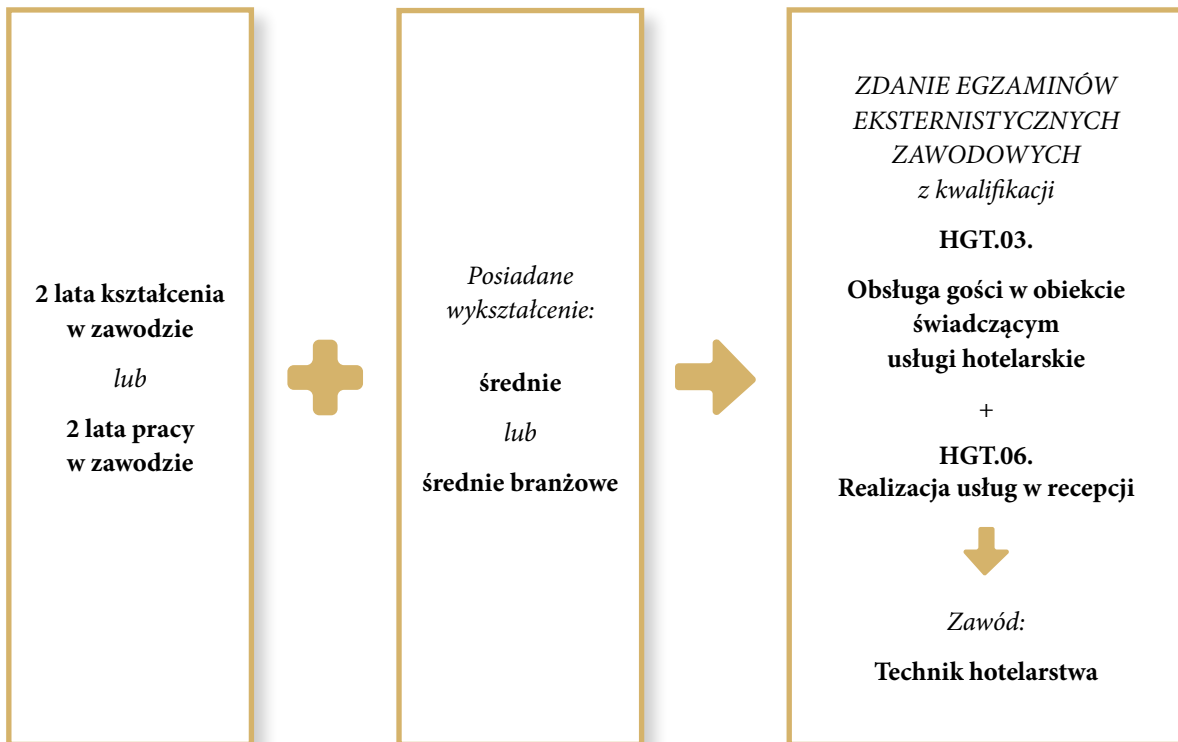 2 lata kształcenia
w zawodzie
lub
2 lata pracy
w zawodzie
Posiadane
wykształcenie:
średnie
lub
średnie branżowe
ZDANIE EGZAMINÓW
EKSTERNISTYCZNYCH
ZAWODOWYCH
z kwalifikacji
HGT.03.
Obsługa gości w obiekcie
świadczącym
usługi hotelarskie
+
HGT.06.
Realizacja usług w recepcji
Zawód:
Technik hotelarstwa